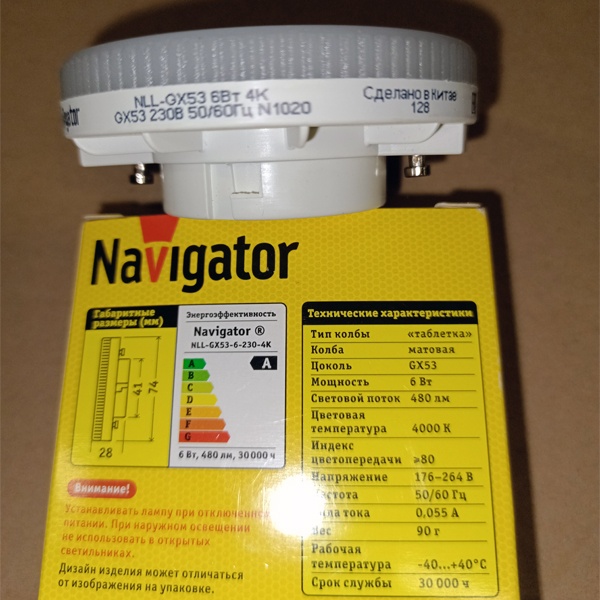 NLL-GX53 6Вт 4K
GX53 230В 50/60Гц N1020
Сделано в Китае
128
Navigator
Габаритные
размеры (мм)
41
74
28
Энергоэффективность
Navigator ®
NLL-GX53-6-230-4K
A
B
C
D
E
F
G
A
6 Вт, 480 лм, 30 000 ч
Технические характеристики
Тип колбы «таблетка»
Колба матовая
Цоколь GX53
Мощность 6 Вт
Световой поток 480 лм
Цветовая
температура 4000 К
Индекс
цветопередачи ≥80
Напряжение 176–264 В
50/60 Гц
тока 0,055 А
Вес 90 г
Рабочая
температура -40...+40°C
Срок службы 30 000 ч
Внимание!
Устанавливать лампу при отключенном
питании. При наружном освещении
не использовать в открытых
светильниках.
Дизайн изделия может отличаться
от изображения на упаковке.